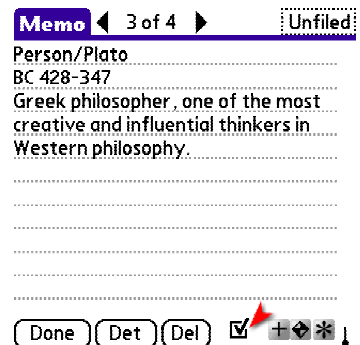 Memo 3 of 4 Unfiled
Person/Plato
BC 428-347
Greek philosopher, one of the most
creative and influential thinkers in
Western philosophy.
Done Det Del